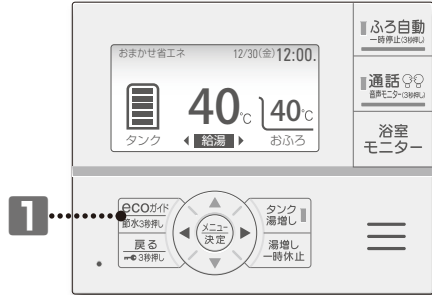 ふろ自動
一時停止(3秒押し)
おまかせ省エネ 12/30(金)12:00.
通話
音声モニター(3秒押し)
40℃ 40℃
タンク 給湯 おふろ
浴室
モニター
1
ecoガイド
節水3秒押し
戻る
3秒押し
メニュー
決定
タンク
湯増し
湯増し
一時休止